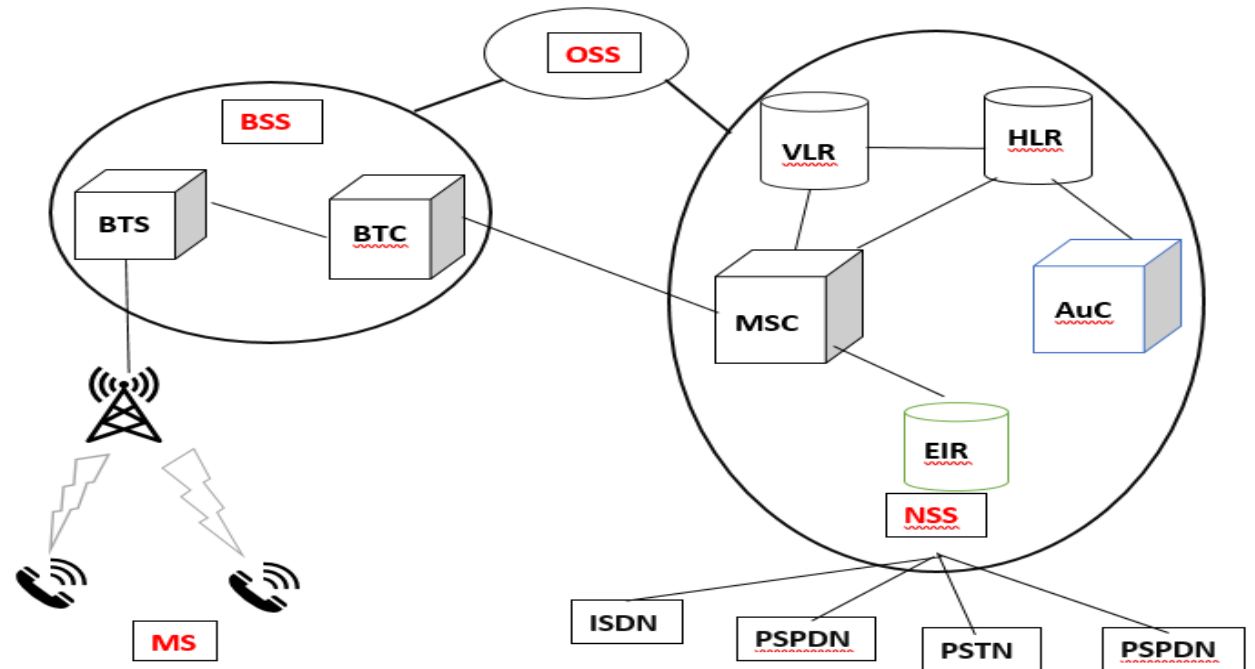 OSS
BSS
VLR
HLR
BTS
BTC
MSC
AuC
EIR
NSS
ISDN
PSPDN
PSTN
PSPDN
MS